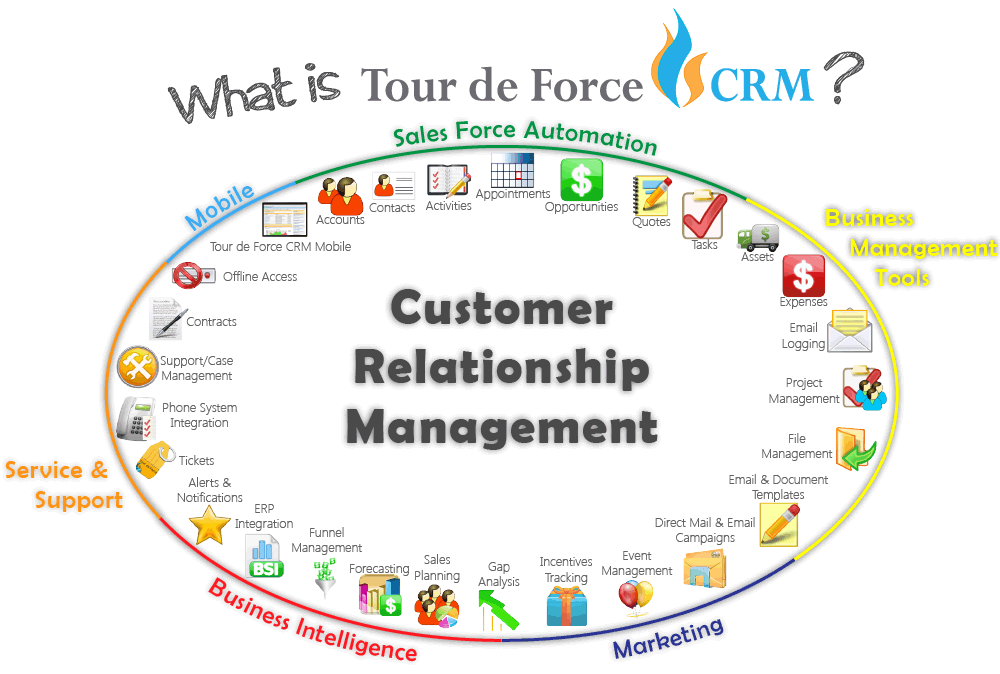 What is Tour de Force CRM ?
Sales Force Automation
Mobile
Business
Management
Tools
Service &
Support
Business Intelligence
Marketing
Customer
Relationship
Management
Accounts
Contacts
Activities
Appointments
Opportunities
Quotes
Tasks
Assets
Expenses
Email
Logging
Project
Management
File
Management
Email & Document
Templates
Direct Mail & Email
Campaigns
Event
Management
Incentives
Tracking
Gap
Analysis
Sales
Planning
Forecasting
Funnel
Management
ERP
Integration
BSI
Alerts &
Notifications
Tickets
Phone System
Integration
Support/Case
Management
Contracts
Offline Access
Tour de Force CRM Mobile